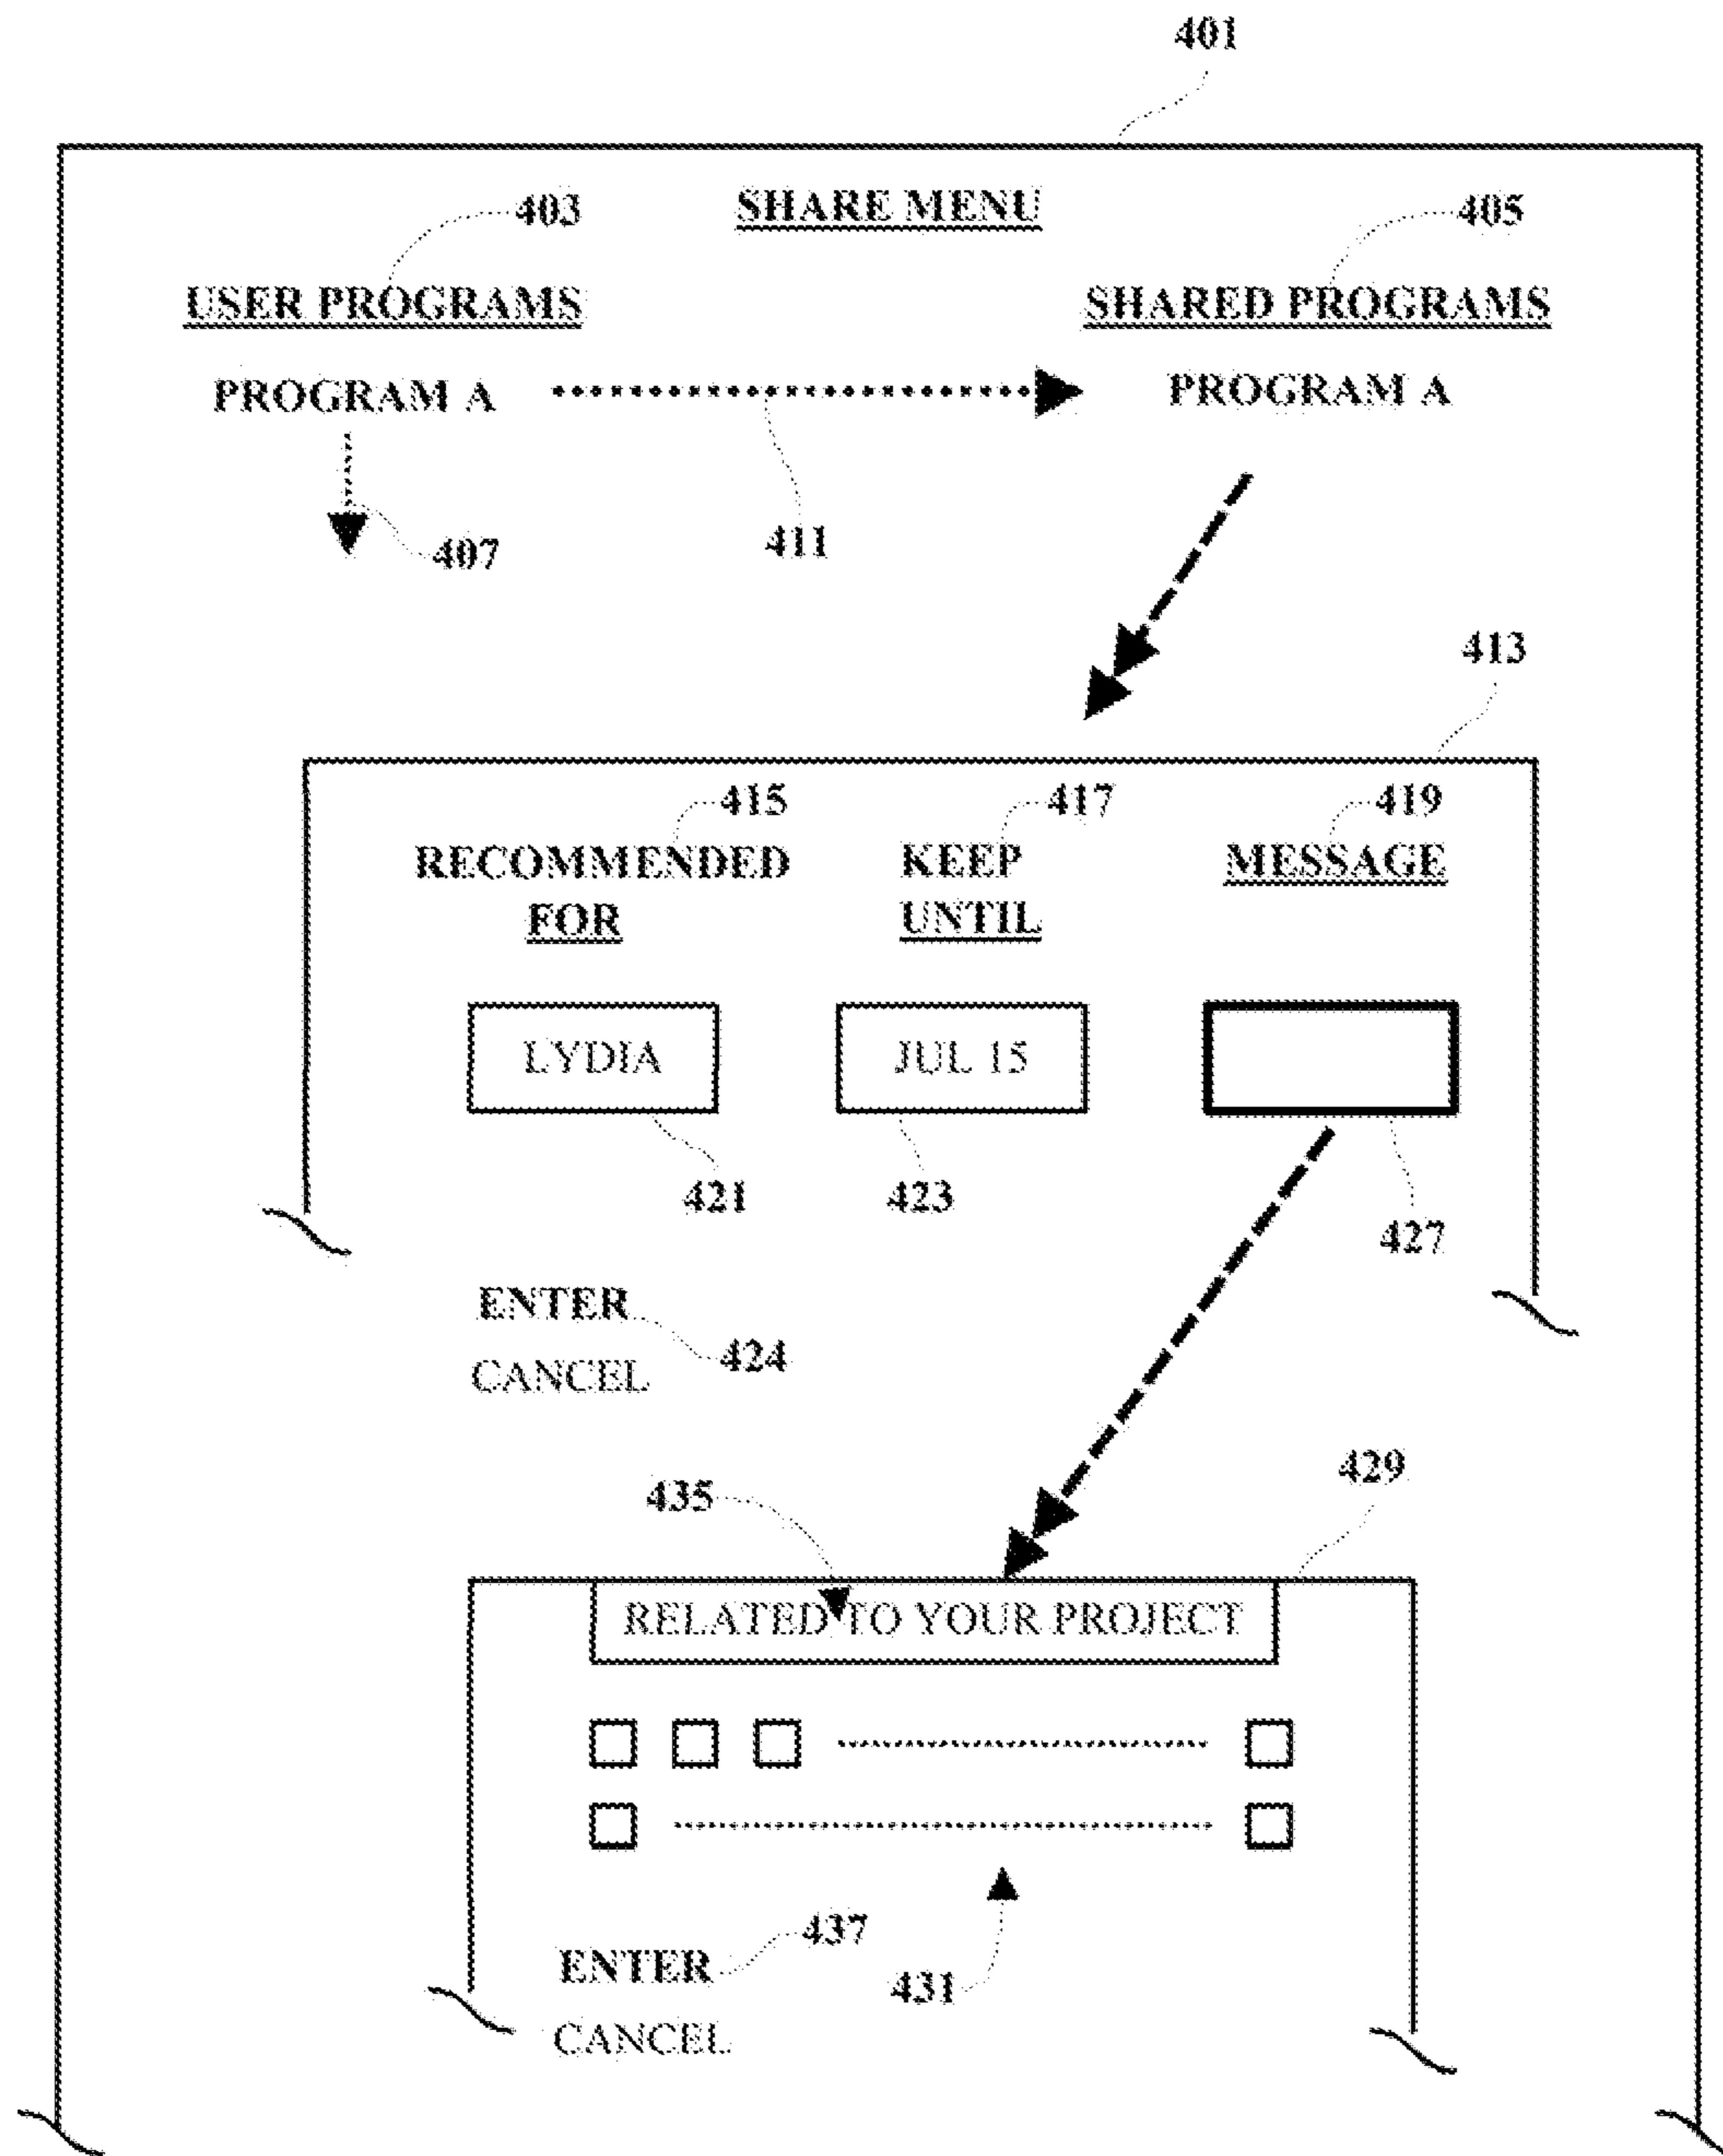 401
403 SHARE MENU 405
USER PROGRAMS SHARED PROGRAMS
PROGRAM A PROGRAM A
407 411
413
415 417 419
RECOMMENDED KEEP MESSAGE
FOR UNTIL
LYDIA JUL 15
421 423
427
ENTER
424
CANCEL
429
435
RELATED TO YOUR PROJECT
437
ENTER 431
CANCEL